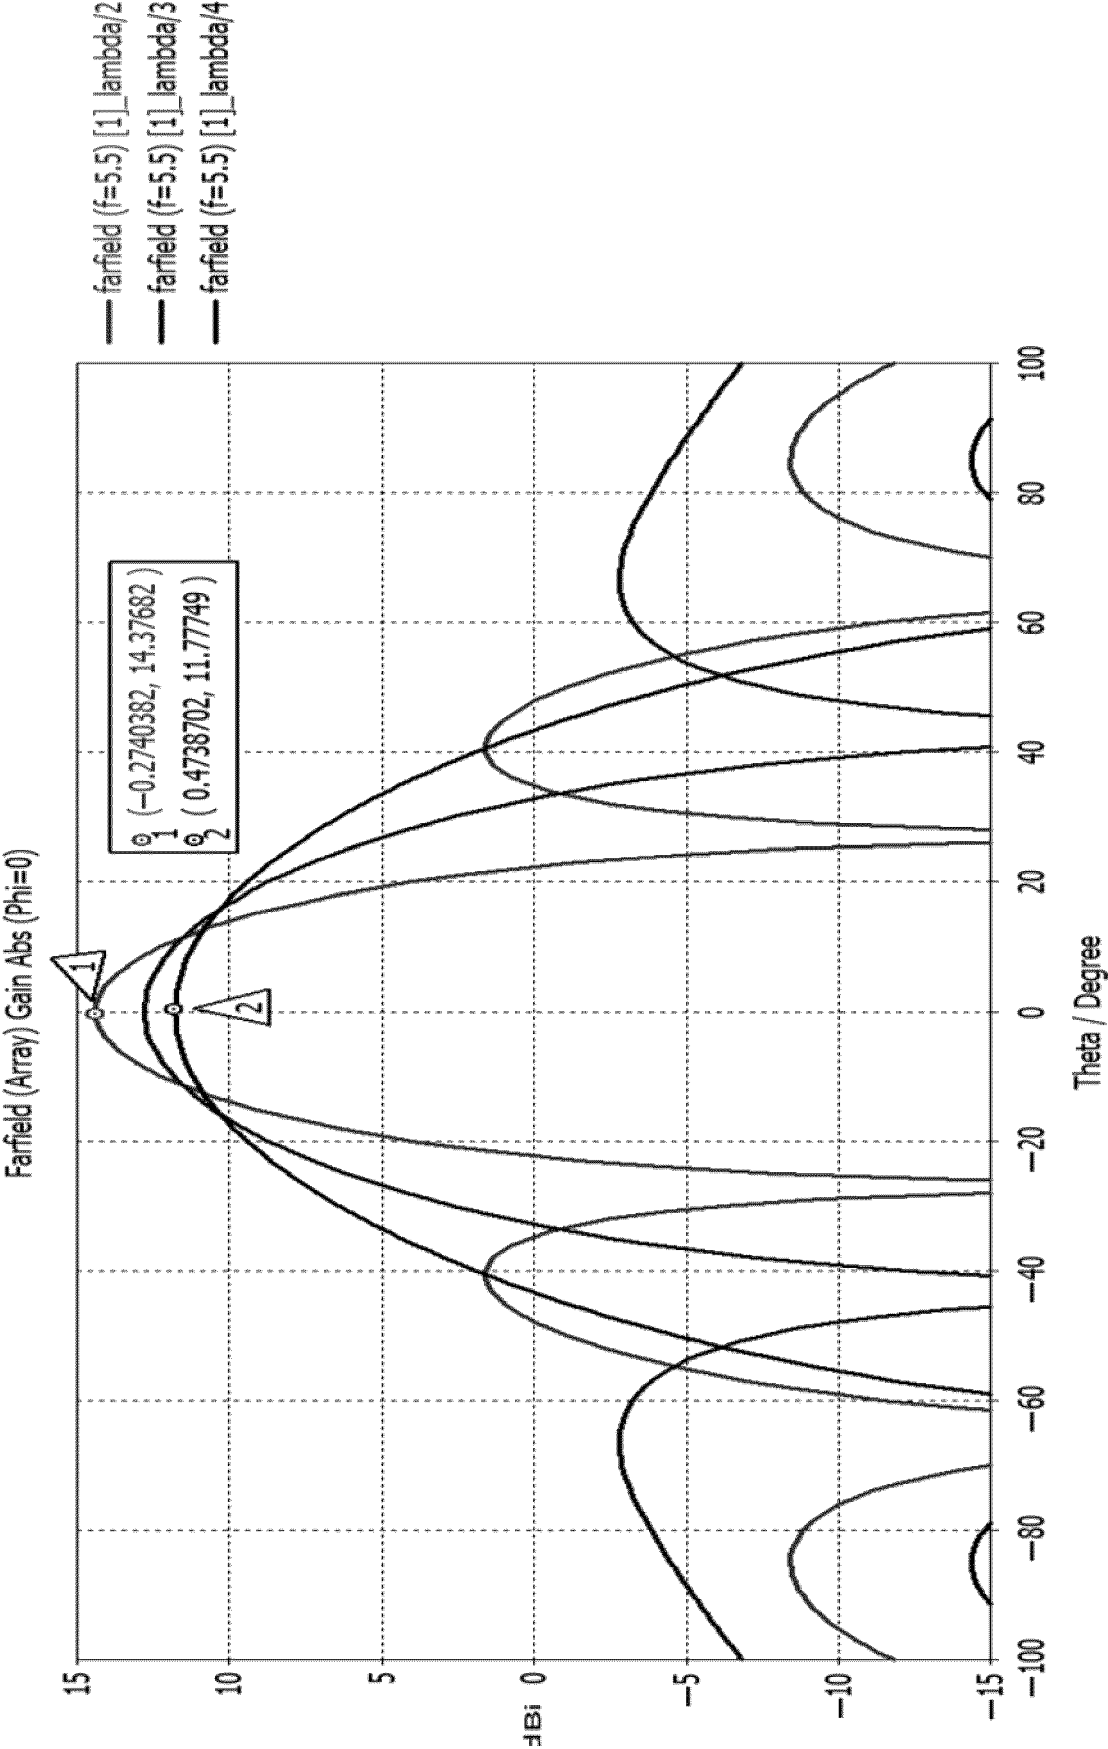 Farfield (Array) Gain Abs (Phi=0)
farfield (f=5.5) [1]_lambda/2
farfield (f=5.5) [1]_lambda/3
farfield (f=5.5) [1]_lambda/4
1 (−0.2740382, 14.37682 )
2 ( 0.4738702, 11.77749 )
1
2
15
10
5
0
−5
−10
−15
dBi
−100
−80
−60
−40
−20
0
20
40
60
80
100
Theta / Degree